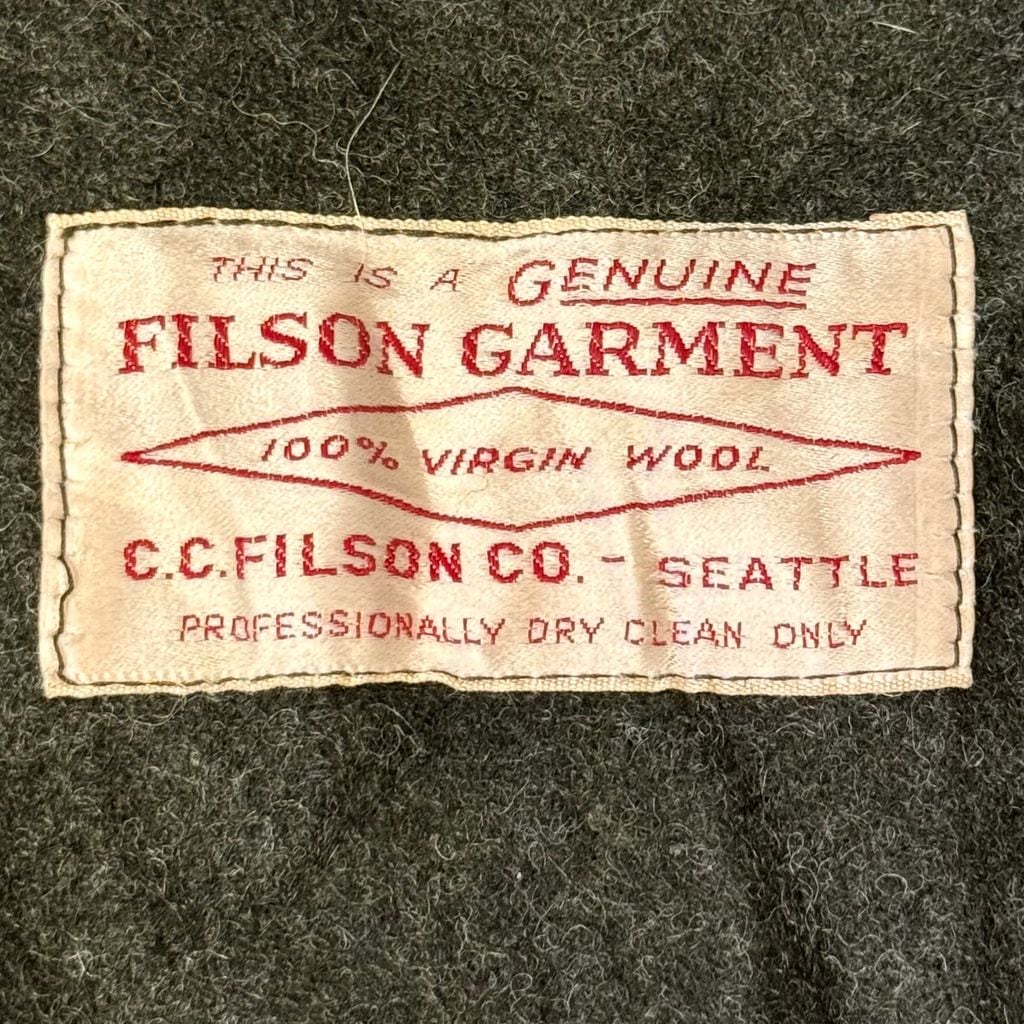 THIS IS A GENUINE
FILSON GARMENT
100% VIRGIN WOOL
C.C.FILSON CO. - SEATTLE
PROFESSIONALLY DRY CLEAN ONLY